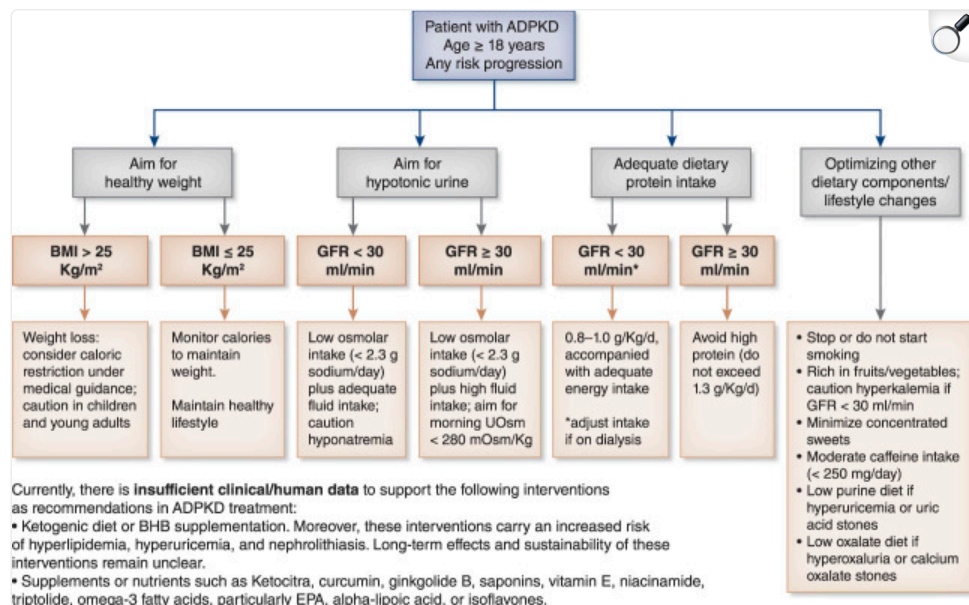 Patient with ADPKD
Age ≥ 18 years
Any risk progression
Aim for
healthy weight
Aim for
hypotonic urine
Adequate dietary
protein intake
Optimizing other
dietary components/
lifestyle changes
BMI > 25
Kg/m²
BMI ≤ 25
Kg/m²
GFR < 30
ml/min
GFR ≥ 30
ml/min
GFR < 30
ml/min*
GFR ≥ 30
ml/min
Weight loss:
consider caloric
restriction under
medical guidance;
caution in children
and young adults
Monitor calories
to maintain
weight.
Maintain healthy
lifestyle
Low osmolar
intake (< 2.3 g
sodium/day)
plus adequate
fluid intake;
caution
hyponatremia
Low osmolar
intake (< 2.3 g
sodium/day)
plus high fluid
intake; aim for
morning UOsm
< 280 mOsm/Kg
0.8–1.0 g/Kg/d,
accompanied
with adequate
energy intake
*adjust intake
if on dialysis
Avoid high
protein (do
not exceed
1.3 g/Kg/d)
• Stop or do not start
smoking
• Rich in fruits/vegetables;
caution hyperkalemia if
GFR < 30 ml/min
• Minimize concentrated
sweets
• Moderate caffeine intake
(< 250 mg/day)
• Low purine diet if
hyperuricemia or uric
acid stones
• Low oxalate diet if
hyperoxaluria or calcium
oxalate stones
Currently, there is insufficient clinical/human data to support the following interventions
as recommendations in ADPKD treatment:
• Ketogenic diet or BHB supplementation. Moreover, these interventions carry an increased risk
of hyperlipidemia, hyperuricemia, and nephrolithiasis. Long-term effects and sustainability of these
interventions remain unclear.
• Supplements or nutrients such as Ketocitra, curcumin, ginkgolide B, saponins, vitamin E, niacinamide,
triptolide, omega-3 fatty acids, particularly EPA, alpha-lipoic acid, or isoflavones.